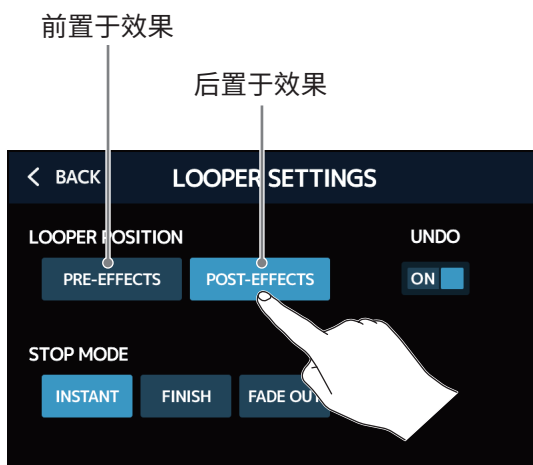 前置于效果
后置于效果
BACK LOOPER SETTINGS
LOOPER POSITION UNDO
PRE-EFFECTS POST-EFFECTS ON
STOP MODE
INSTANT FINISH FADE OUT